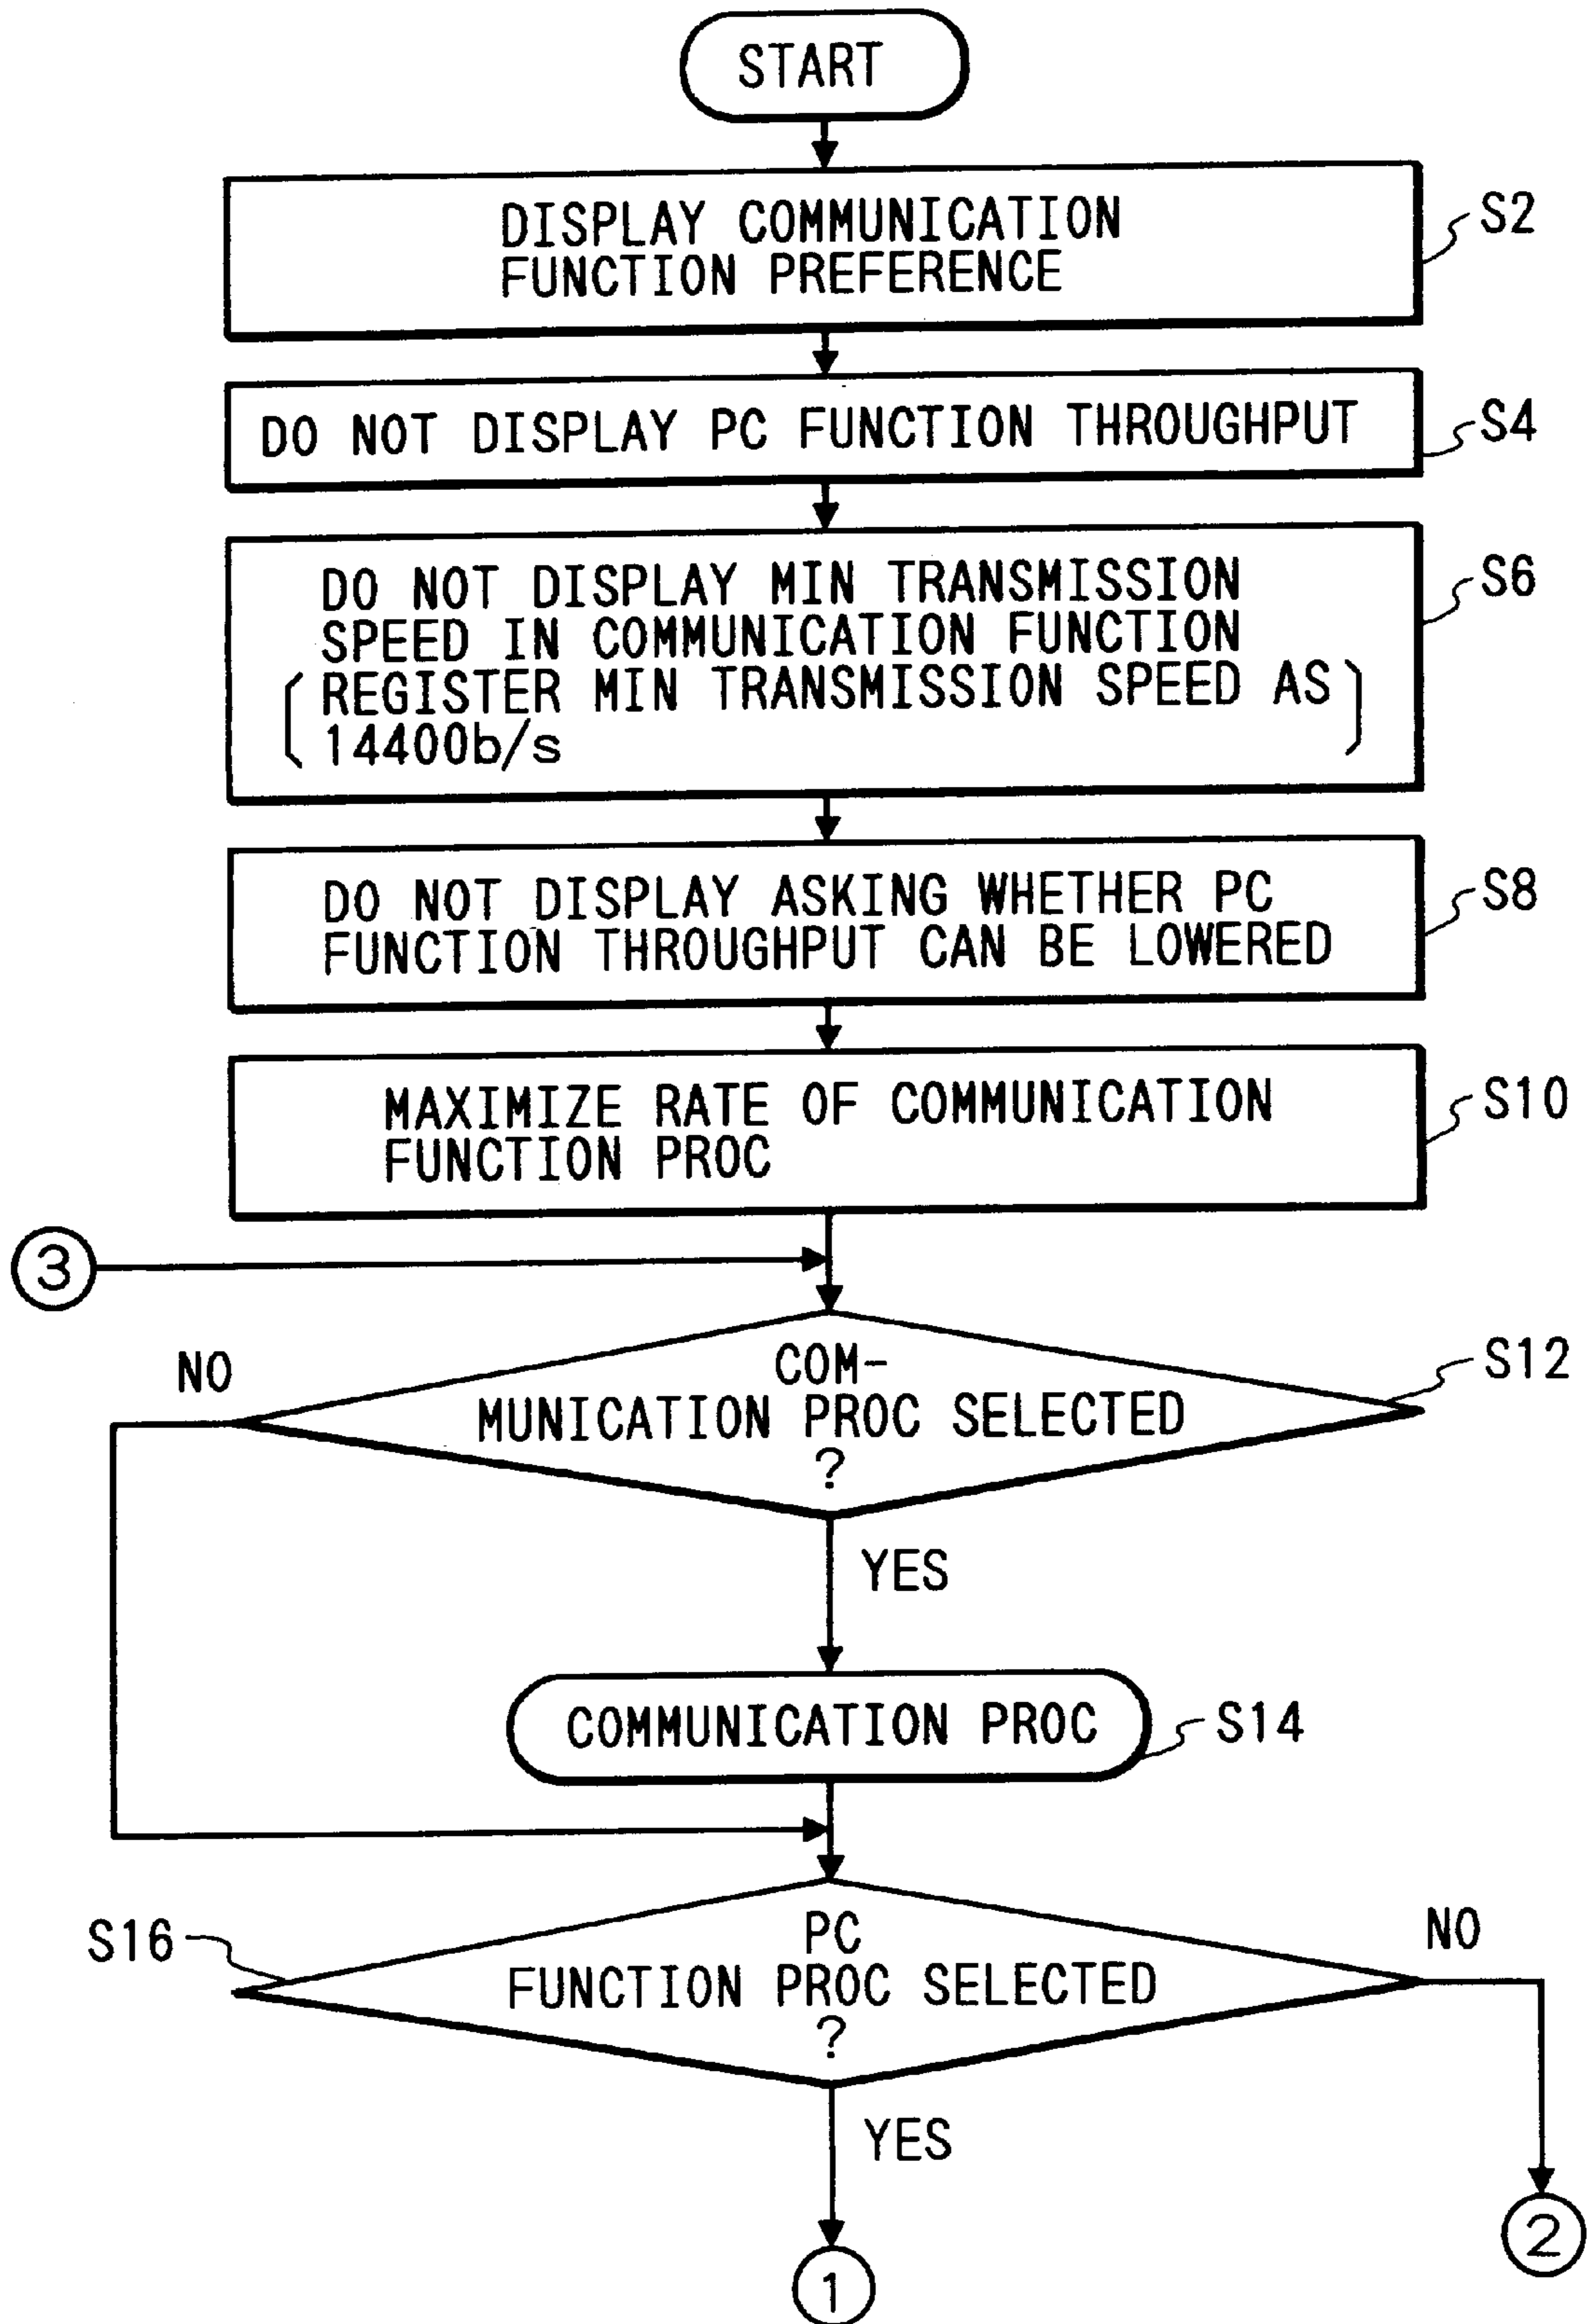 START
DISPLAY COMMUNICATION
FUNCTION PREFERENCE
S2
DO NOT DISPLAY PC FUNCTION THROUGHPUT
S4
DO NOT DISPLAY MIN TRANSMISSION
SPEED IN COMMUNICATION FUNCTION
REGISTER MIN TRANSMISSION SPEED AS
14400b/s
S6
DO NOT DISPLAY ASKING WHETHER PC
FUNCTION THROUGHPUT CAN BE LOWERED
S8
MAXIMIZE RATE OF COMMUNICATION
FUNCTION PROC
S10
3
NO
COM-
MUNICATION PROC SELECTED
?
S12
YES
COMMUNICATION PROC
S14
S16
PC
FUNCTION PROC SELECTED
?
NO
YES
2
1